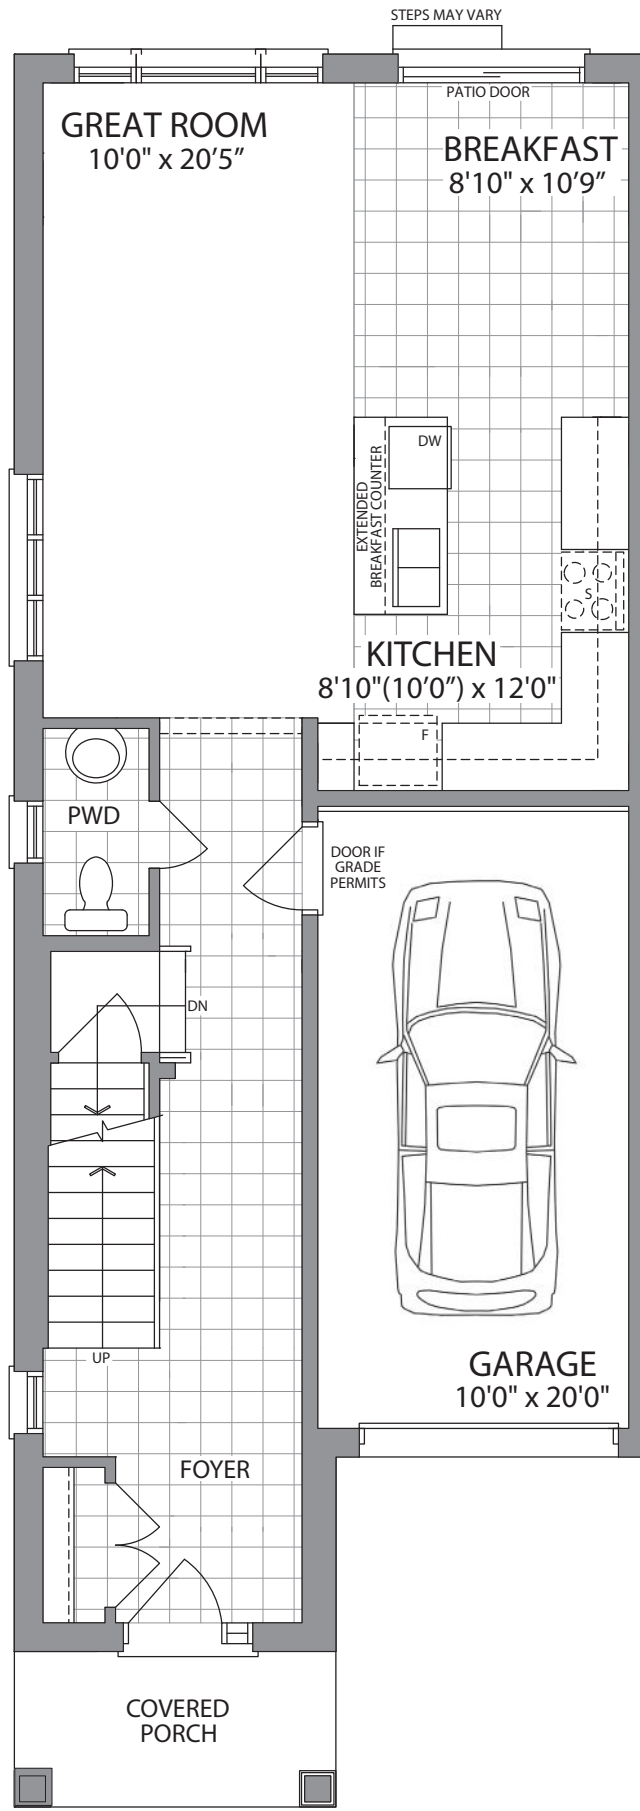 STEPS MAY VARY
PATIO DOOR
GREAT ROOM
10'0" x 20'5”
BREAKFAST
8'10" x 10'9”
DW
EXTENDED
BREAKFAST COUNTER
S
KITCHEN
8'10"(10'0”) x 12'0"
F
PWD
DOOR IF
GRADE
PERMITS
DN
UP
GARAGE
10'0" x 20'0"
FOYER
COVERED
PORCH